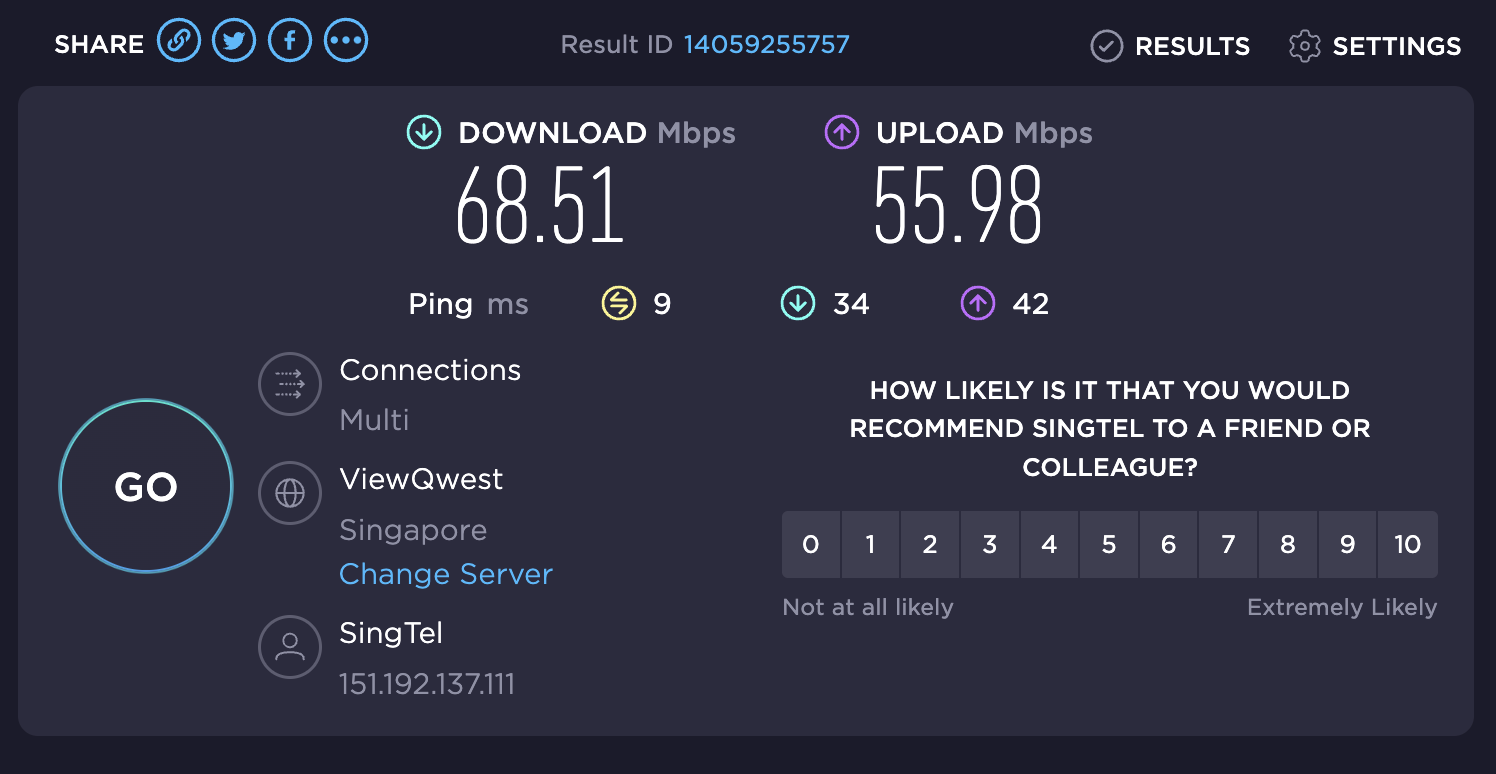 SHARE
Result ID 14059255757
RESULTS
SETTINGS
DOWNLOAD Mbps
68.51
UPLOAD Mbps
55.98
Ping ms
9
34
42
GO
Connections
Multi
ViewQwest
Singapore
Change Server
SingTel
151.192.137.111
HOW LIKELY IS IT THAT YOU WOULD
RECOMMEND SINGTEL TO A FRIEND OR
COLLEAGUE?
0 1 2 3 4 5 6 7 8 9 10
Not at all likely
Extremely Likely